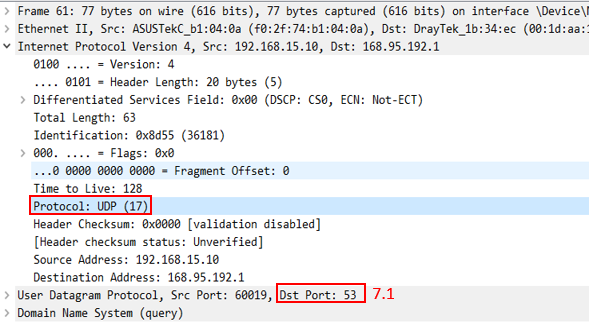 Frame 61: 77 bytes on wire (616 bits), 77 bytes captured (616 bits) on interface \Device\N
Ethernet II, Src: ASUSTekC_b1:04:0a (f0:2f:74:b1:04:0a), Dst: DrayTek_1b:34:ec (00:1d:aa:1
Internet Protocol Version 4, Src: 192.168.15.10, Dst: 168.95.192.1
0100 .... = Version: 4
.... 0101 = Header Length: 20 bytes (5)
Differentiated Services Field: 0x00 (DSCP: CS0, ECN: Not-ECT)
Total Length: 63
Identification: 0x8d55 (36181)
000. .... = Flags: 0x0
...0 0000 0000 0000 = Fragment Offset: 0
Time to Live: 128
Protocol: UDP (17)
Header Checksum: 0x0000 [validation disabled]
[Header checksum status: Unverified]
Source Address: 192.168.15.10
Destination Address: 168.95.192.1
User Datagram Protocol, Src Port: 60019, Dst Port: 53 7.1
Domain Name System (query)